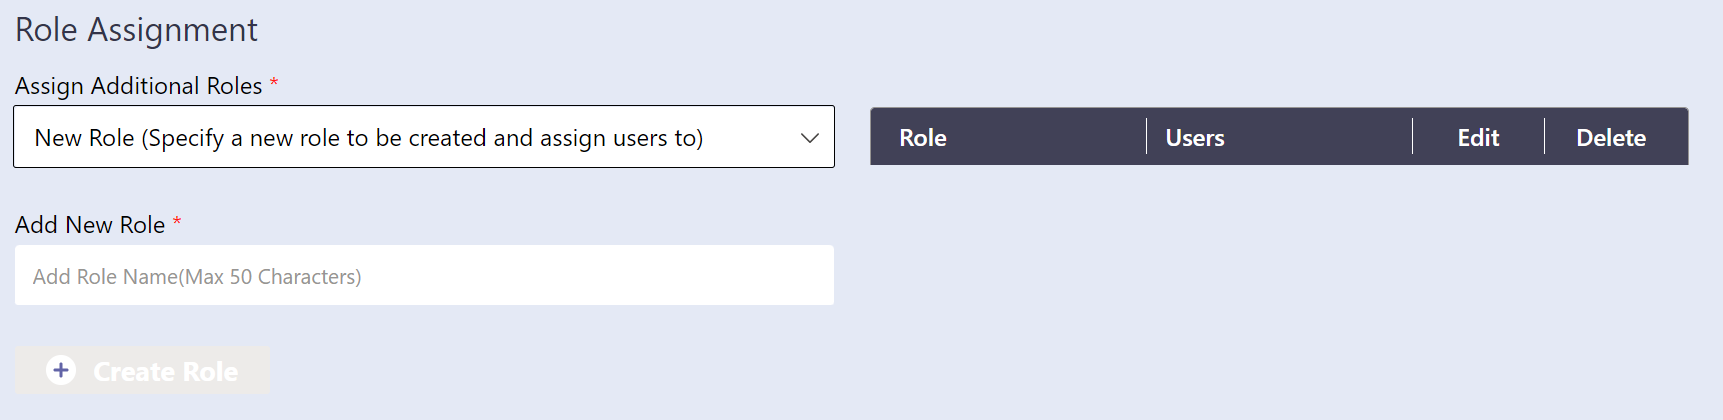 Role Assignment
Assign Additional Roles *
New Role (Specify a new role to be created and assign users to)
Role Users Edit Delete
Add New Role *
Add Role Name(Max 50 Characters)
Create Role